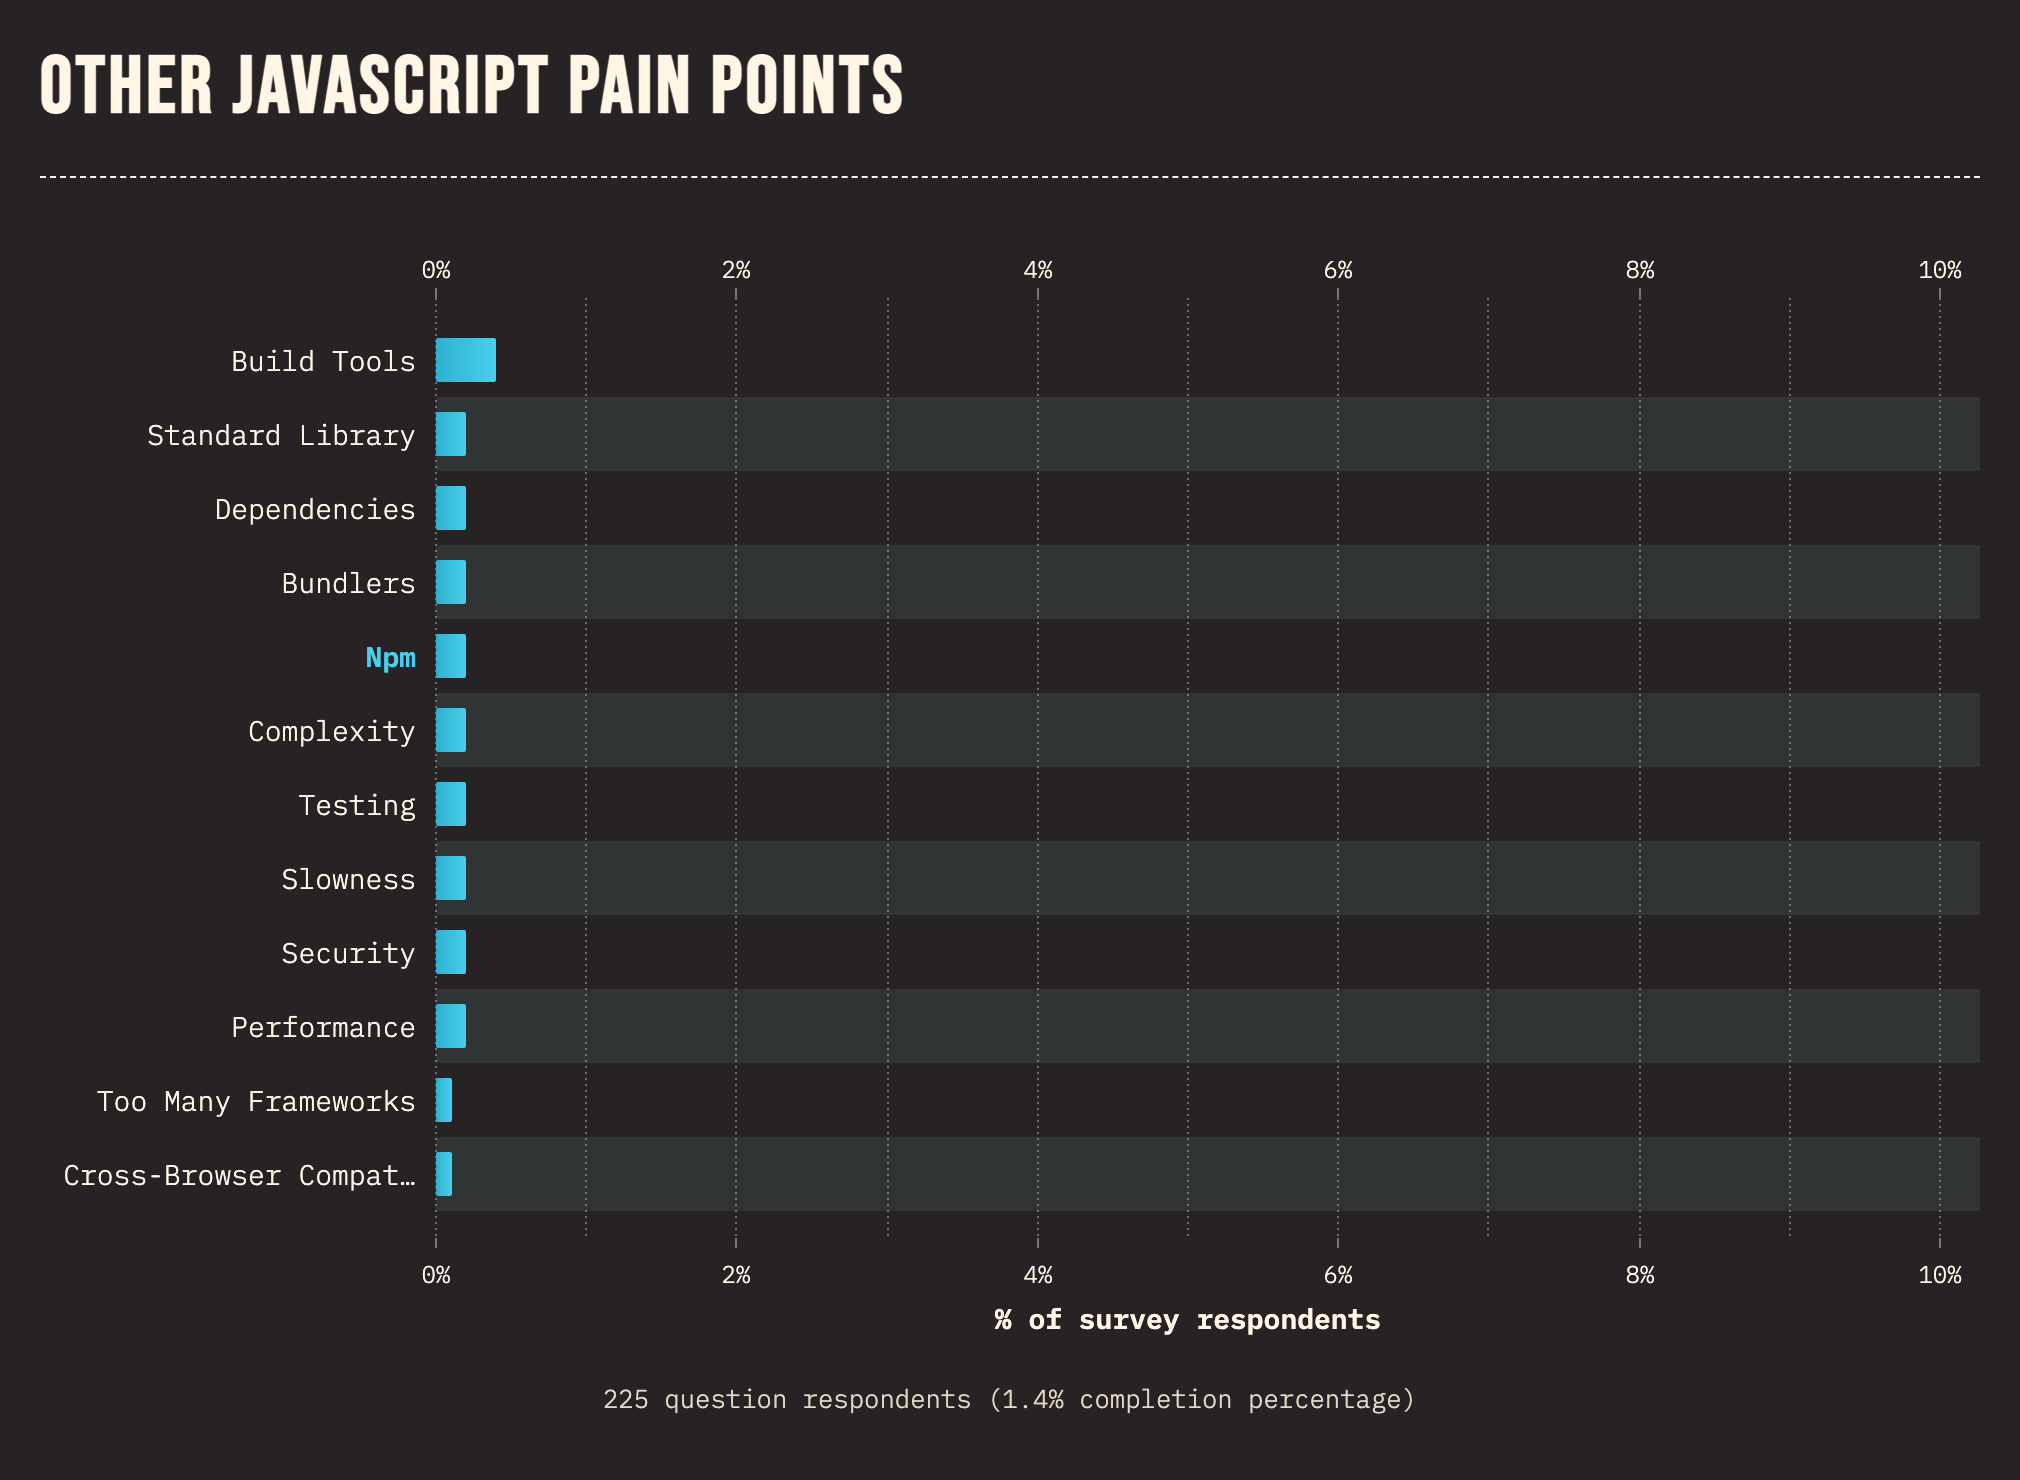 OTHER JAVASCRIPT PAIN POINTS
0% 2% 4% 6% 8% 10%
Build Tools
Standard Library
Dependencies
Bundlers
Npm
Complexity
Testing
Slowness
Security
Performance
Too Many Frameworks
Cross-Browser Compat…
0% 2% 4% 6% 8% 10%
% of survey respondents
225 question respondents (1.4% completion percentage)